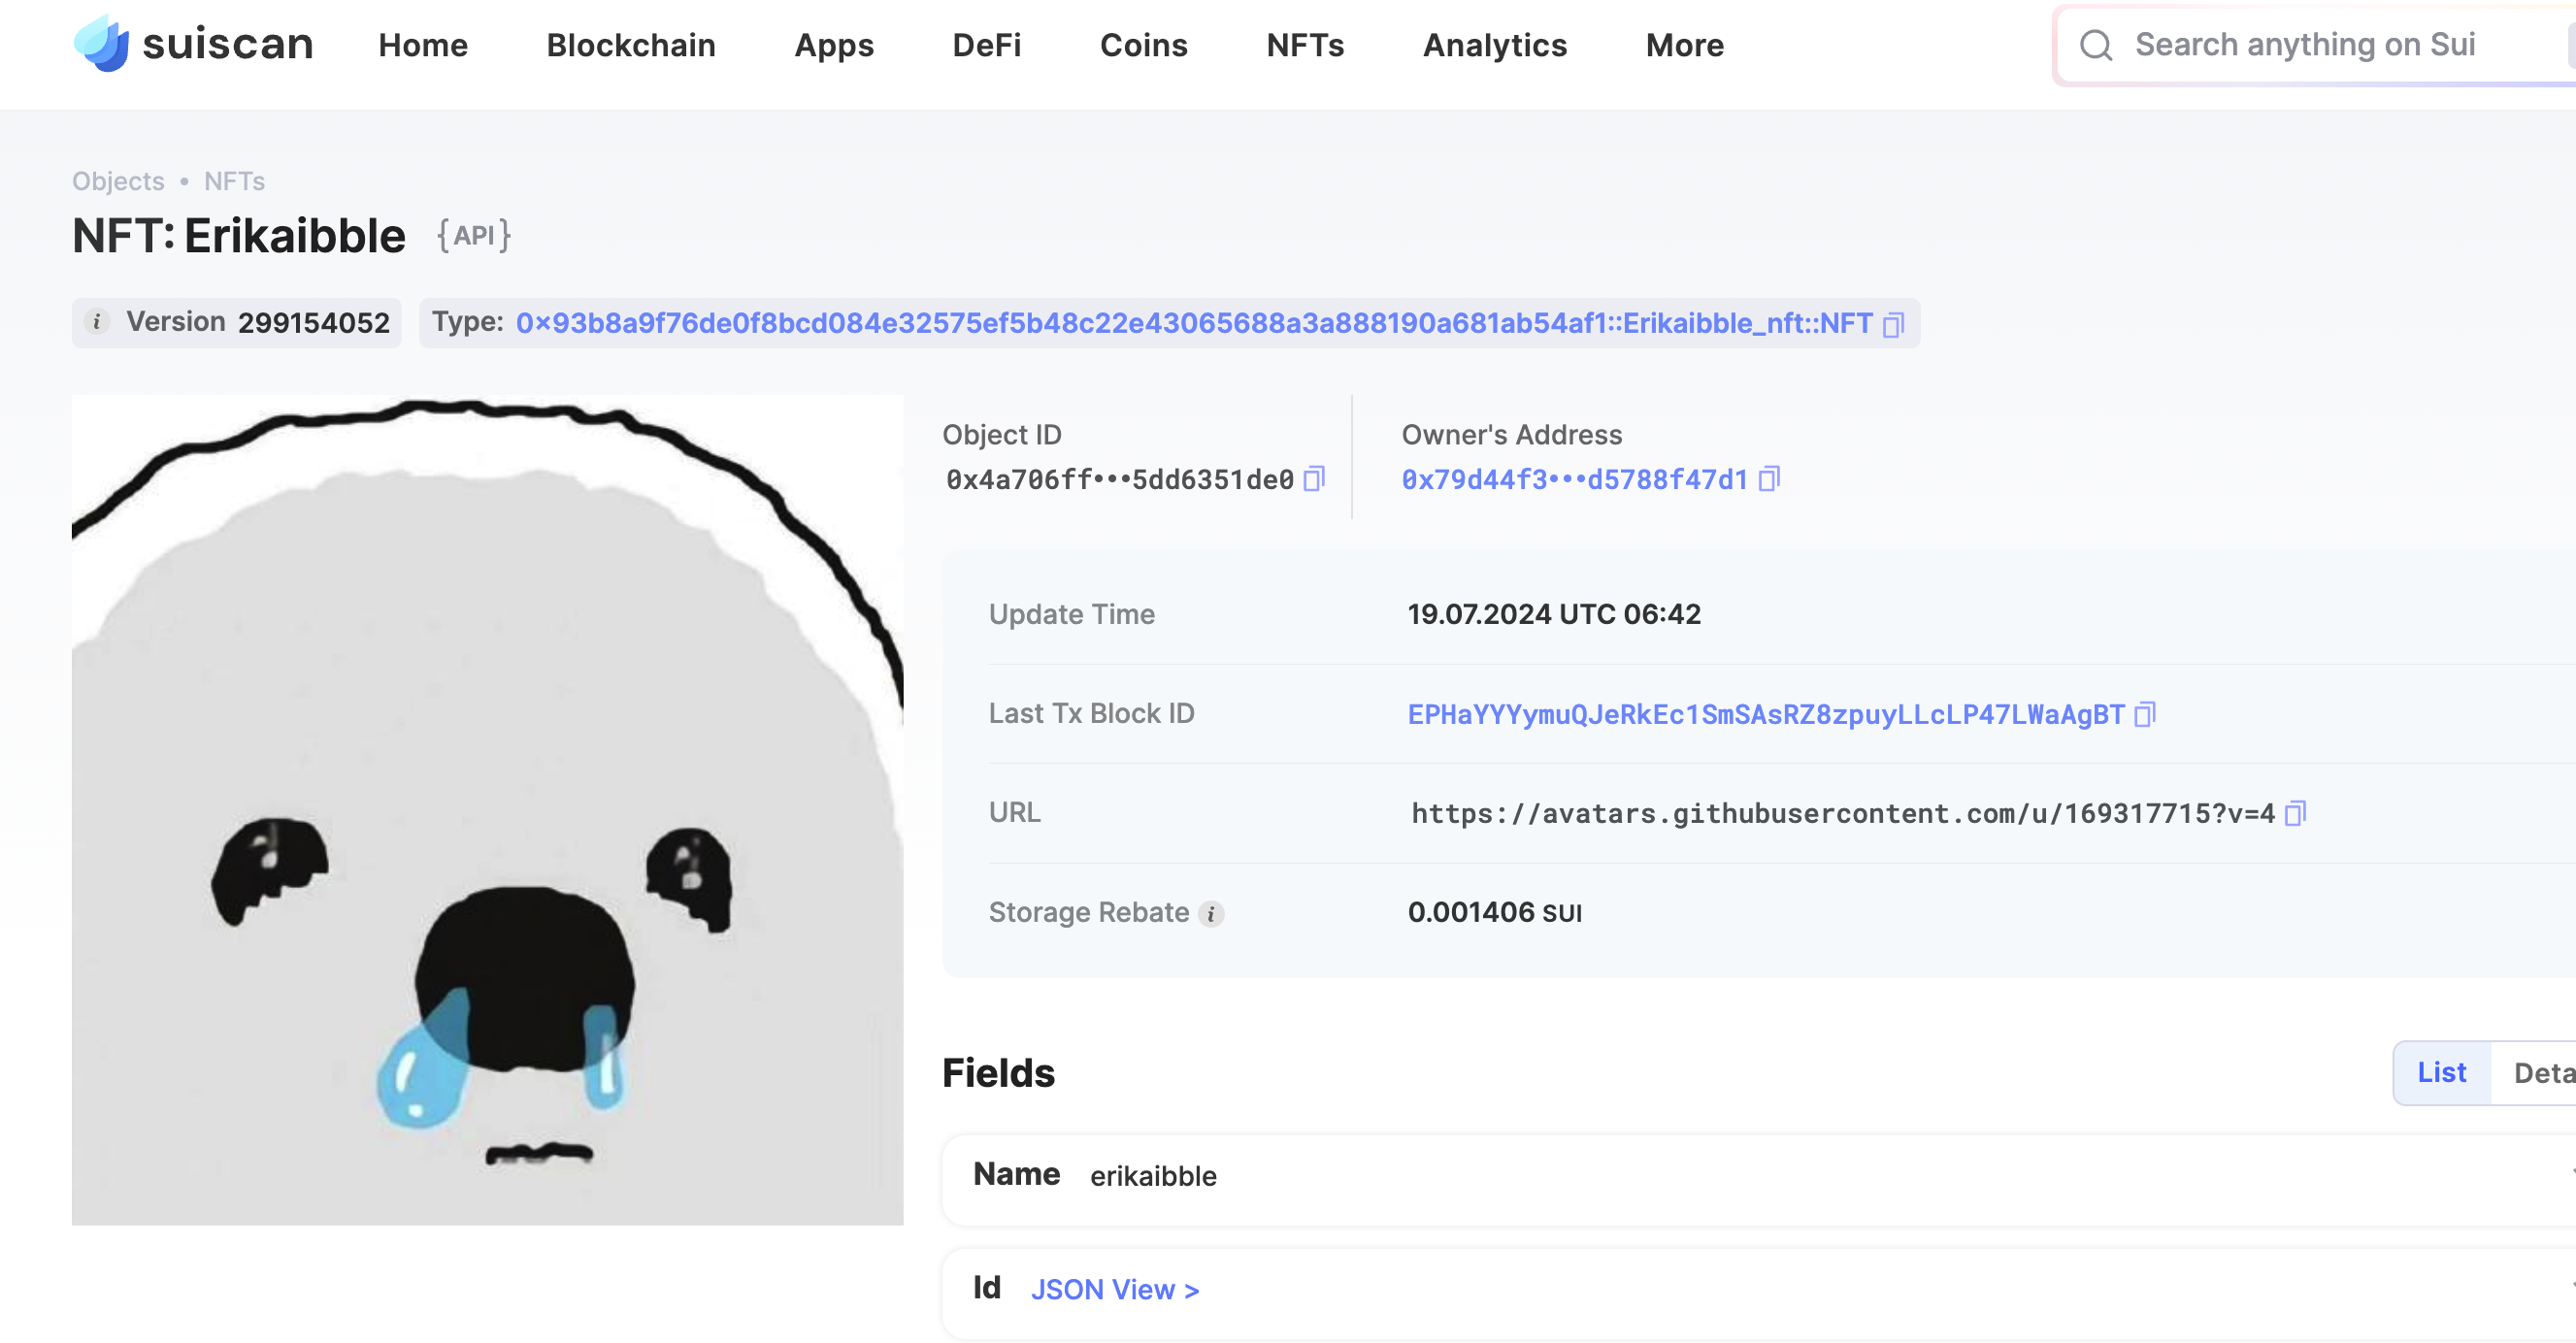 suiscan Home Blockchain Apps DeFi Coins NFTs Analytics More Search anything on Sui
Objects • NFTs
NFT: Erikaibble {API}
i Version 299154052 Type: 0x93b8a9f76de0f8bcd084e32575ef5b48c22e43065688a3a888190a681ab54af1::Erikaibble_nft::NFT
Object ID Owner's Address
0x4a706ff•••5dd6351de0 0x79d44f3•••d5788f47d1
Update Time 19.07.2024 UTC 06:42
Last Tx Block ID EPHaYYYymuQJeRkEc1SmSAsRZ8zpuyLLcLP47LWaAgBT
URL https://avatars.githubusercontent.com/u/169317715?v=4
Storage Rebate i 0.001406 SUI
Fields List Deta
Name erikaibble
Id JSON View >